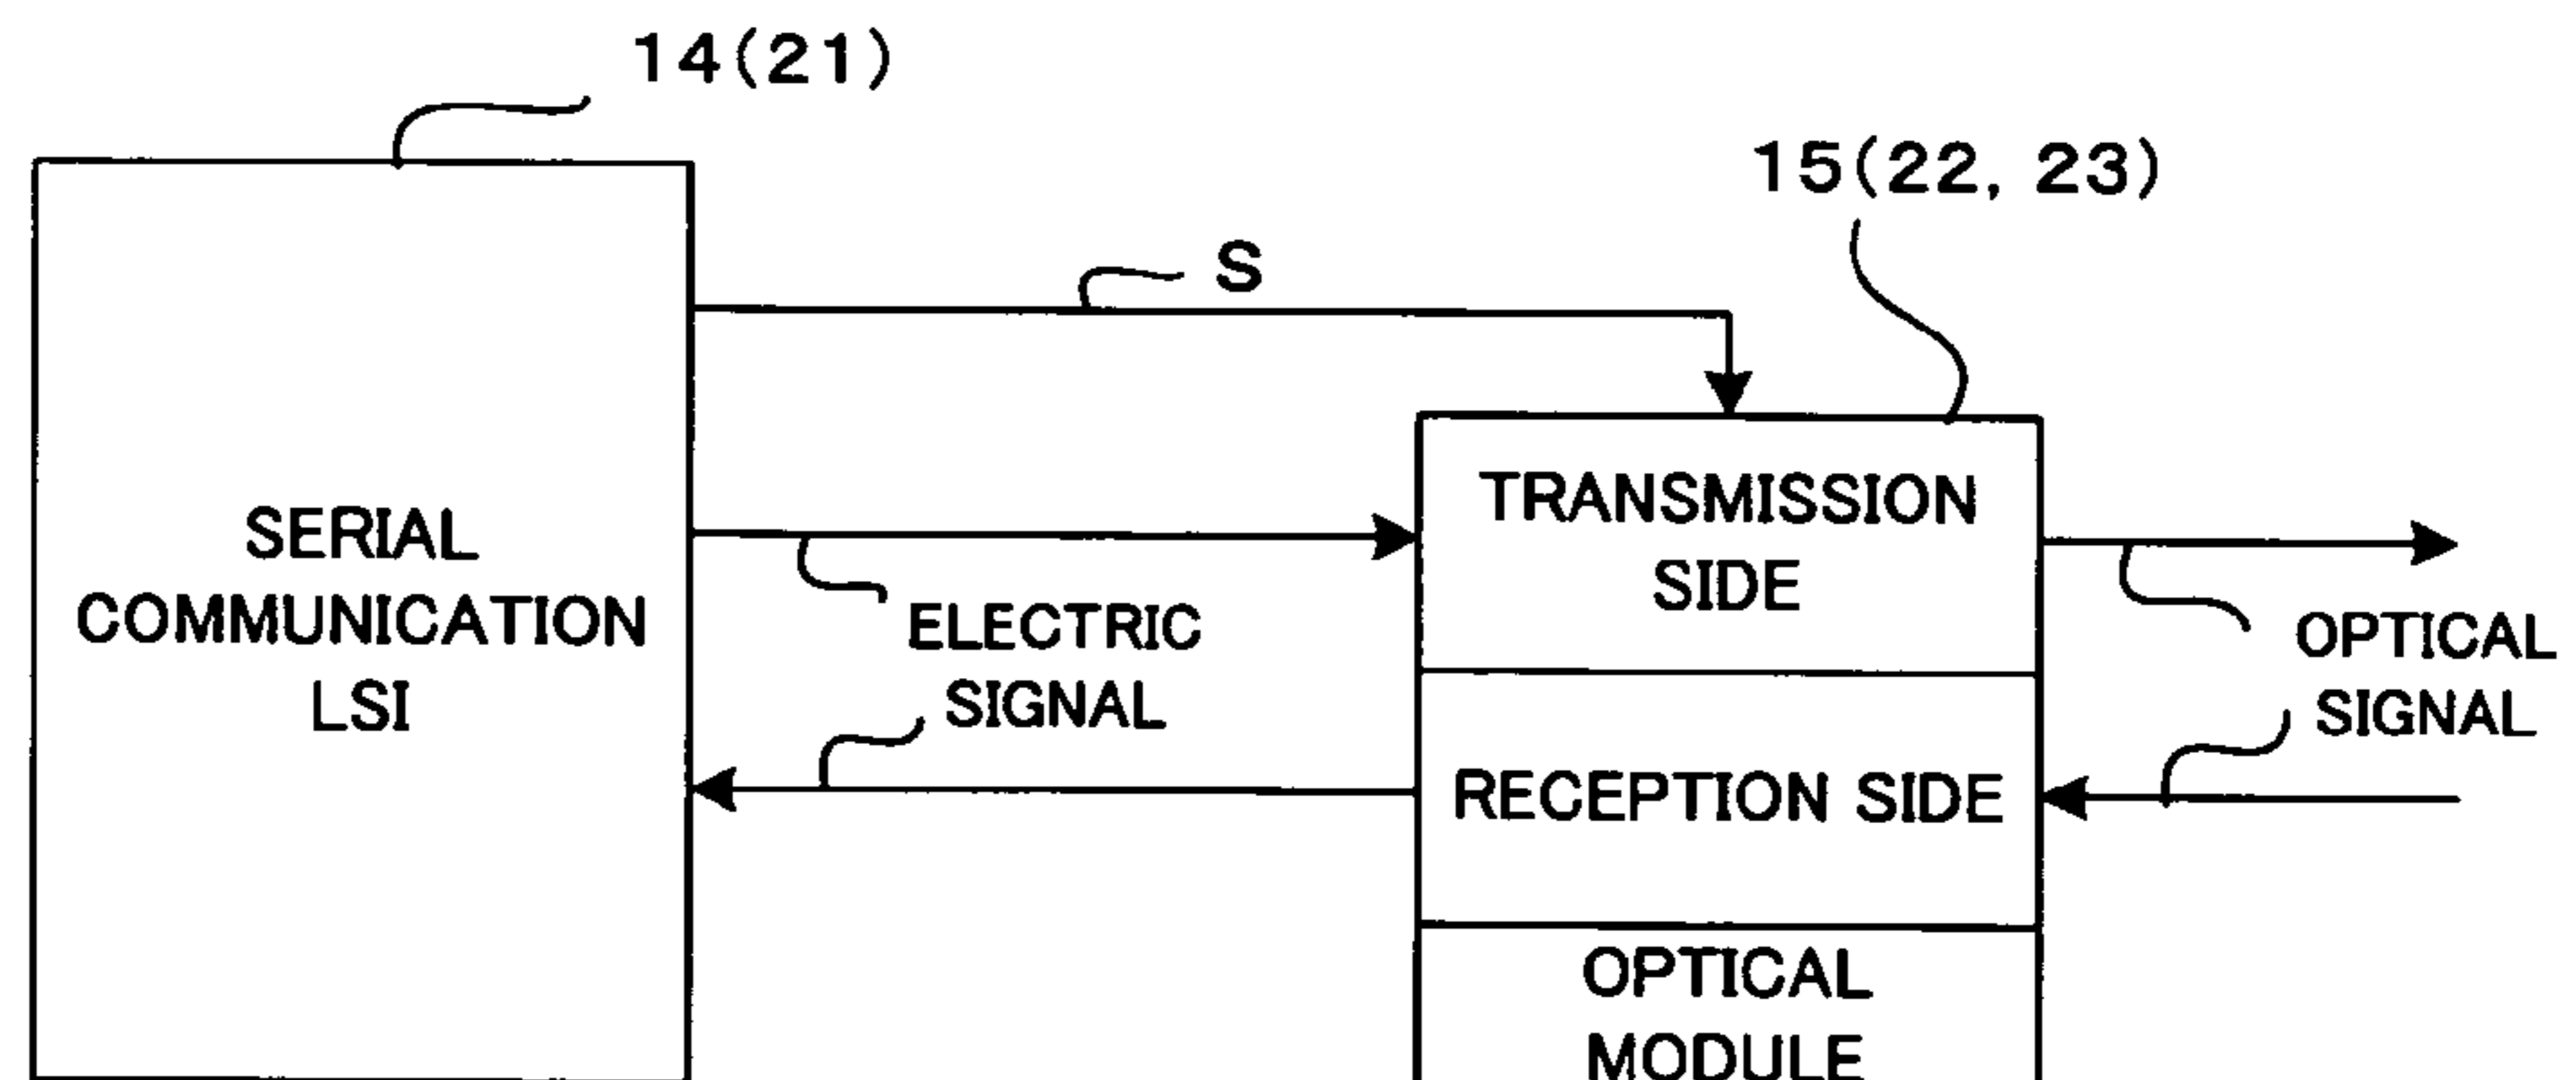 14(21)
15(22, 23)
S
SERIAL
COMMUNICATION
LSI
ELECTRIC
SIGNAL
TRANSMISSION
SIDE
RECEPTION SIDE
OPTICAL
MODULE
OPTICAL
SIGNAL